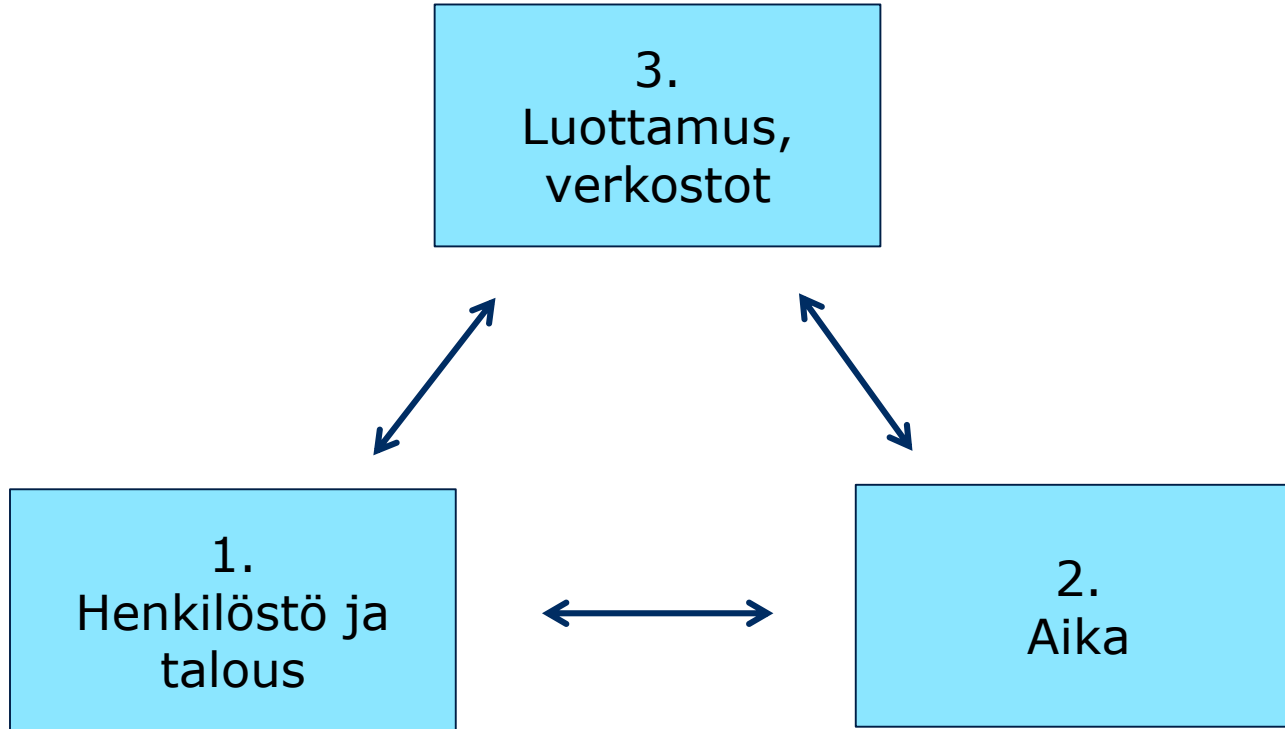 3.
Luottamus,
verkostot
1.
Henkilöstö ja
talous
2.
Aika